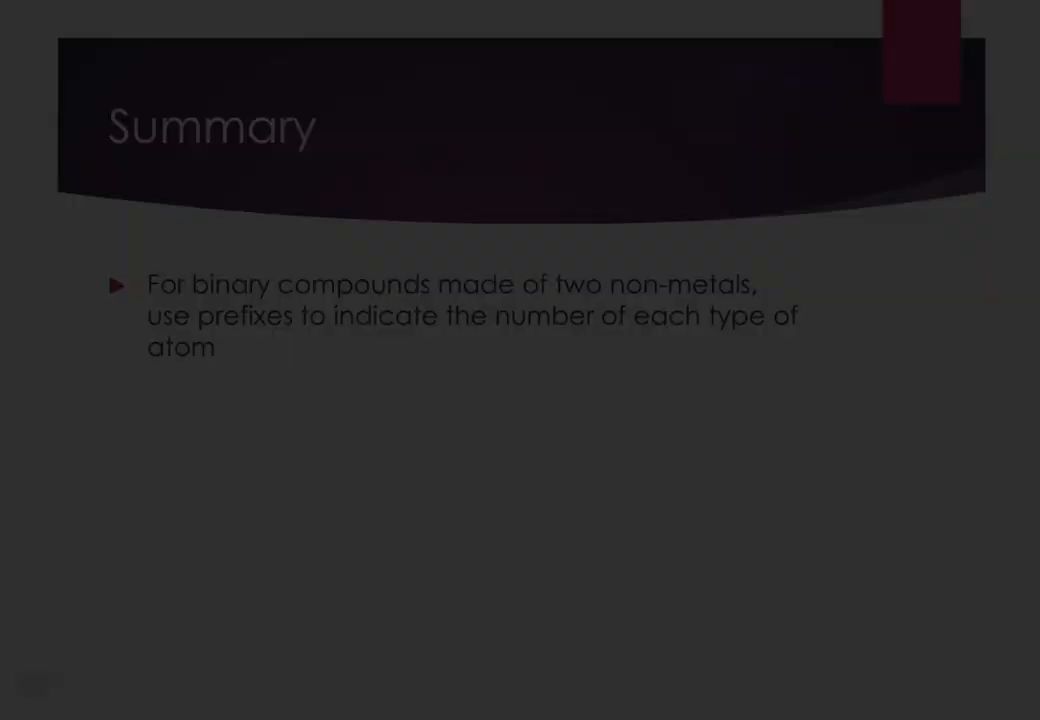 Summary
For binary compounds made of two non-metals,
use prefixes to indicate the number of each type of
atom